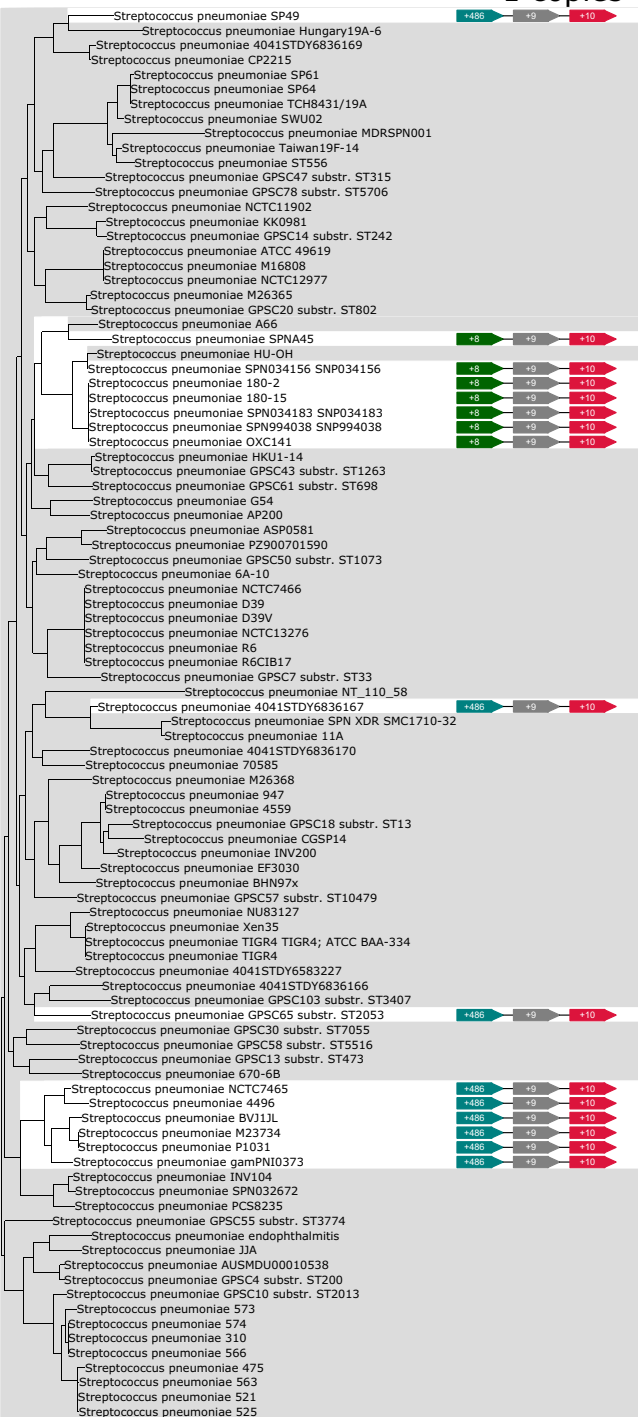 Streptococcus pneumoniae SP49 +486 +9 +10
Streptococcus pneumoniae Hungary19A-6
Streptococcus pneumoniae 4041STDY6836169
Streptococcus pneumoniae CP2215
Streptococcus pneumoniae SP61
Streptococcus pneumoniae SP64
Streptococcus pneumoniae TCH8431/19A
Streptococcus pneumoniae SWU02
Streptococcus pneumoniae MDRSPN001
Streptococcus pneumoniae Taiwan19F-14
Streptococcus pneumoniae ST556
Streptococcus pneumoniae GPSC47 substr. ST315
Streptococcus pneumoniae GPSC78 substr. ST5706
Streptococcus pneumoniae NCTC11902
Streptococcus pneumoniae KK0981
Streptococcus pneumoniae GPSC14 substr. ST242
Streptococcus pneumoniae ATCC 49619
Streptococcus pneumoniae M16808
Streptococcus pneumoniae NCTC12977
Streptococcus pneumoniae M26365
Streptococcus pneumoniae GPSC20 substr. ST802
Streptococcus pneumoniae A66
Streptococcus pneumoniae SPNA45 +8 +9 +10
Streptococcus pneumoniae HU-OH
Streptococcus pneumoniae SPN034156 SNP034156 +8 +9 +10
Streptococcus pneumoniae 180-2 +8 +9 +10
Streptococcus pneumoniae 180-15 +8 +9 +10
Streptococcus pneumoniae SPN034183 SNP034183 +8 +9 +10
Streptococcus pneumoniae SPN994038 SNP994038 +8 +9 +10
Streptococcus pneumoniae OXC141 +8 +9 +10
Streptococcus pneumoniae HKU1-14
Streptococcus pneumoniae GPSC43 substr. ST1263
Streptococcus pneumoniae GPSC61 substr. ST698
Streptococcus pneumoniae G54
Streptococcus pneumoniae AP200
Streptococcus pneumoniae ASP0581
Streptococcus pneumoniae PZ900701590
Streptococcus pneumoniae GPSC50 substr. ST1073
Streptococcus pneumoniae 6A-10
Streptococcus pneumoniae NCTC7466
Streptococcus pneumoniae D39
Streptococcus pneumoniae D39V
Streptococcus pneumoniae NCTC13276
Streptococcus pneumoniae R6
Streptococcus pneumoniae R6CIB17
Streptococcus pneumoniae GPSC7 substr. ST33
Streptococcus pneumoniae NT_110_58
Streptococcus pneumoniae 4041STDY6836167 +486 +9 +10
Streptococcus pneumoniae SPN XDR SMC1710-32
Streptococcus pneumoniae 11A
Streptococcus pneumoniae 4041STDY6836170
Streptococcus pneumoniae 70585
Streptococcus pneumoniae M26368
Streptococcus pneumoniae 947
Streptococcus pneumoniae 4559
Streptococcus pneumoniae GPSC18 substr. ST13
Streptococcus pneumoniae CGSP14
Streptococcus pneumoniae INV200
Streptococcus pneumoniae EF3030
Streptococcus pneumoniae BHN97x
Streptococcus pneumoniae GPSC57 substr. ST10479
Streptococcus pneumoniae NU83127
Streptococcus pneumoniae Xen35
Streptococcus pneumoniae TIGR4 TIGR4; ATCC BAA-334
Streptococcus pneumoniae TIGR4
Streptococcus pneumoniae 4041STDY6583227
Streptococcus pneumoniae 4041STDY6836166
Streptococcus pneumoniae GPSC103 substr. ST3407
Streptococcus pneumoniae GPSC65 substr. ST2053 +486 +9 +10
Streptococcus pneumoniae GPSC30 substr. ST7055
Streptococcus pneumoniae GPSC58 substr. ST5516
Streptococcus pneumoniae GPSC13 substr. ST473
Streptococcus pneumoniae 670-6B
Streptococcus pneumoniae NCTC7465 +486 +9 +10
Streptococcus pneumoniae 4496 +486 +9 +10
Streptococcus pneumoniae BVJ1JL +486 +9 +10
Streptococcus pneumoniae M23734 +486 +9 +10
Streptococcus pneumoniae P1031 +486 +9 +10
Streptococcus pneumoniae gamPNI0373 +486 +9 +10
Streptococcus pneumoniae INV104
Streptococcus pneumoniae SPN032672
Streptococcus pneumoniae PCS8235
Streptococcus pneumoniae GPSC55 substr. ST3774
Streptococcus pneumoniae endophthalmitis
Streptococcus pneumoniae JJA
Streptococcus pneumoniae AUSMDU00010538
Streptococcus pneumoniae GPSC4 substr. ST200
Streptococcus pneumoniae GPSC10 substr. ST2013
Streptococcus pneumoniae 573
Streptococcus pneumoniae 574
Streptococcus pneumoniae 310
Streptococcus pneumoniae 566
Streptococcus pneumoniae 475
Streptococcus pneumoniae 563
Streptococcus pneumoniae 521
Streptococcus pneumoniae 525